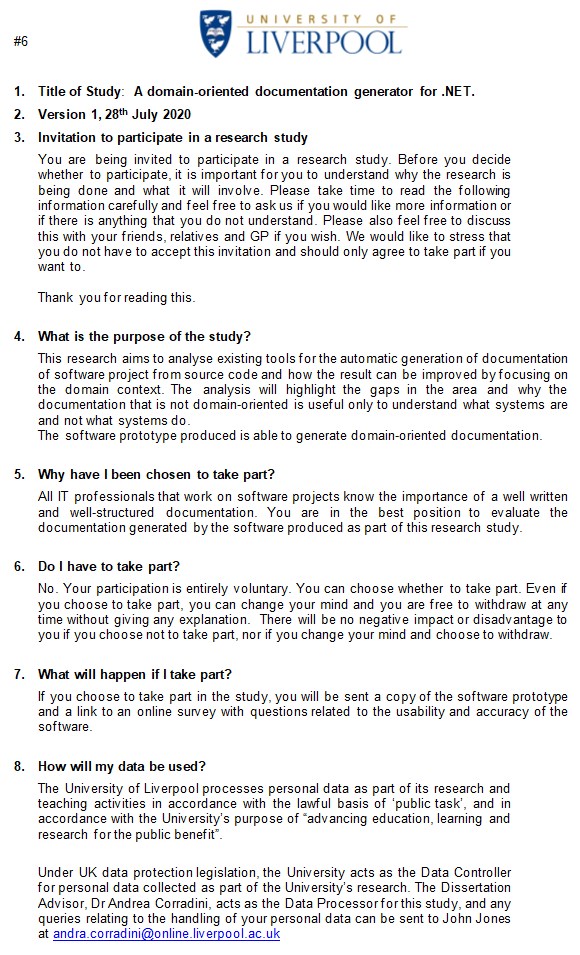 #6
UNIVERSITY OF
LIVERPOOL
1. Title of Study: A domain-oriented documentation generator for .NET.
2. Version 1, 28th July 2020
3. Invitation to participate in a research study
You are being invited to participate in a research study. Before you decide
whether to participate, it is important for you to understand why the research is
being done and what it will involve. Please take time to read the following
information carefully and feel free to ask us if you would like more information or
if there is anything that you do not understand. Please also feel free to discuss
this with your friends, relatives and GP if you wish. We would like to stress that
you do not have to accept this invitation and should only agree to take part if you
want to.
Thank you for reading this.
4. What is the purpose of the study?
This research aims to analyse existing tools for the automatic generation of documentation
of software project from source code and how the result can be improved by focusing on
the domain context. The analysis will highlight the gaps in the area and why the
documentation that is not domain-oriented is useful only to understand what systems are
and not what systems do.
The software prototype produced is able to generate domain-oriented documentation.
5. Why have I been chosen to take part?
All IT professionals that work on software projects know the importance of a well written
and well-structured documentation. You are in the best position to evaluate the
documentation generated by the software produced as part of this research study.
6. Do I have to take part?
No. Your participation is entirely voluntary. You can choose whether to take part. Even if
you choose to take part, you can change your mind and you are free to withdraw at any
time without giving any explanation. There will be no negative impact or disadvantage to
you if you choose not to take part, nor if you change your mind and choose to withdraw.
7. What will happen if I take part?
If you choose to take part in the study, you will be sent a copy of the software prototype
and a link to an online survey with questions related to the usability and accuracy of the
software.
8. How will my data be used?
The University of Liverpool processes personal data as part of its research and
teaching activities in accordance with the lawful basis of ‘public task’, and in
accordance with the University’s purpose of “advancing education, learning and
research for the public benefit”.
Under UK data protection legislation, the University acts as the Data Controller
for personal data collected as part of the University’s research. The Dissertation
Advisor, Dr Andrea Corradini, acts as the Data Processor for this study, and any
queries relating to the handling of your personal data can be sent to John Jones
at andra.corradini@online.liverpool.ac.uk